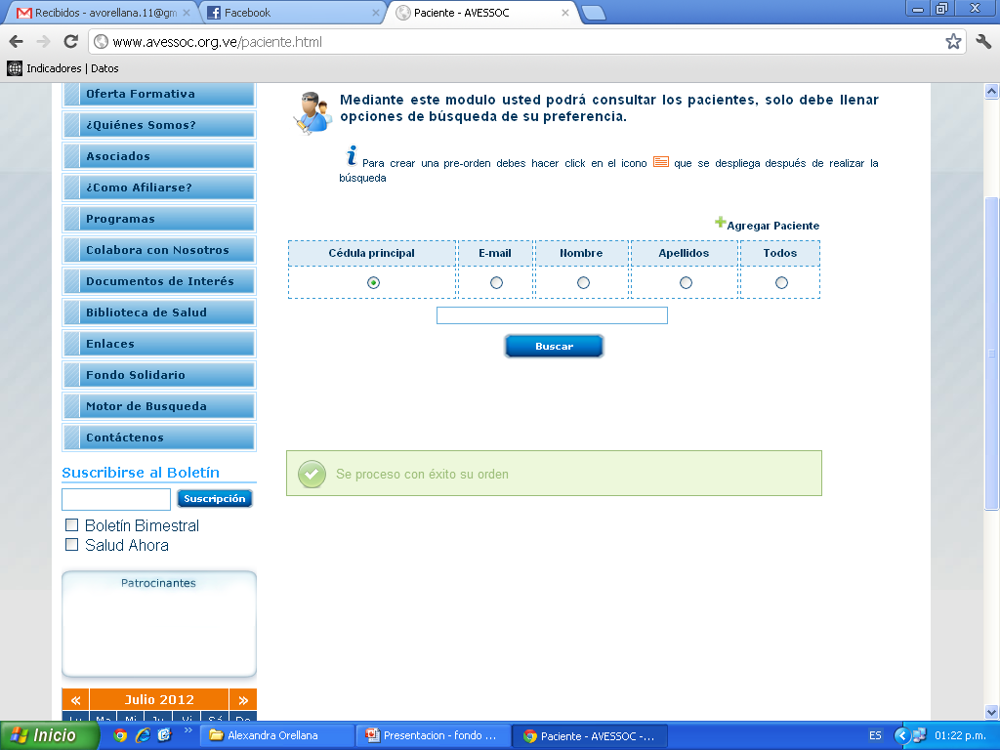 Recibidos - avorellana.11@gm
Facebook
Paciente - AVESSOC
www.avessoc.org.ve/paciente.html
Indicadores | Datos
Oferta Formativa
¿Quiénes Somos?
Asociados
¿Como Afiliarse?
Programas
Colabora con Nosotros
Documentos de Interés
Biblioteca de Salud
Enlaces
Fondo Solidario
Motor de Busqueda
Contáctenos
Suscribirse al Boletín
Suscripción
Boletín Bimestral
Salud Ahora
Patrocinantes
« Julio 2012 »
Lu Ma Mi Ju Vi Sá Do
Mediante este modulo usted podrá consultar los pacientes, solo debe llenar
opciones de búsqueda de su preferencia.
Para crear una pre-orden debes hacer click en el icono que se despliega después de realizar la
búsqueda
Agregar Paciente
Cédula principal E-mail Nombre Apellidos Todos
Buscar
Se proceso con éxito su orden
Inicio
»
Alexandra Orellana
Presentacion - fondo ...
Paciente - AVESSOC -...
ES
01:22 p.m.